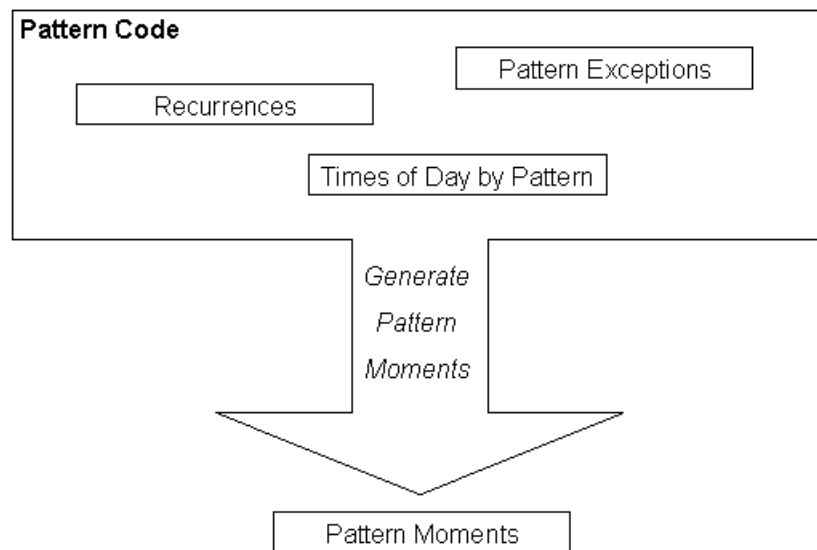 Pattern Code
Pattern Exceptions
Recurrences
Times of Day by Pattern
Generate
Pattern
Moments
Pattern Moments